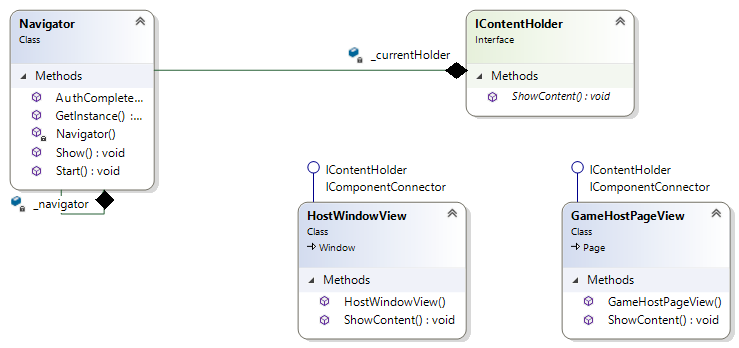 Navigator
Class
Methods
AuthComplete...
GetInstance() :...
Navigator()
Show() : void
Start() : void
_navigator
_currentHolder
IContentHolder
Interface
Methods
ShowContent() : void
IContentHolder
IComponentConnector
HostWindowView
Class
Window
Methods
HostWindowView()
ShowContent() : void
IContentHolder
IComponentConnector
GameHostPageView
Class
Page
Methods
GameHostPageView()
ShowContent() : void